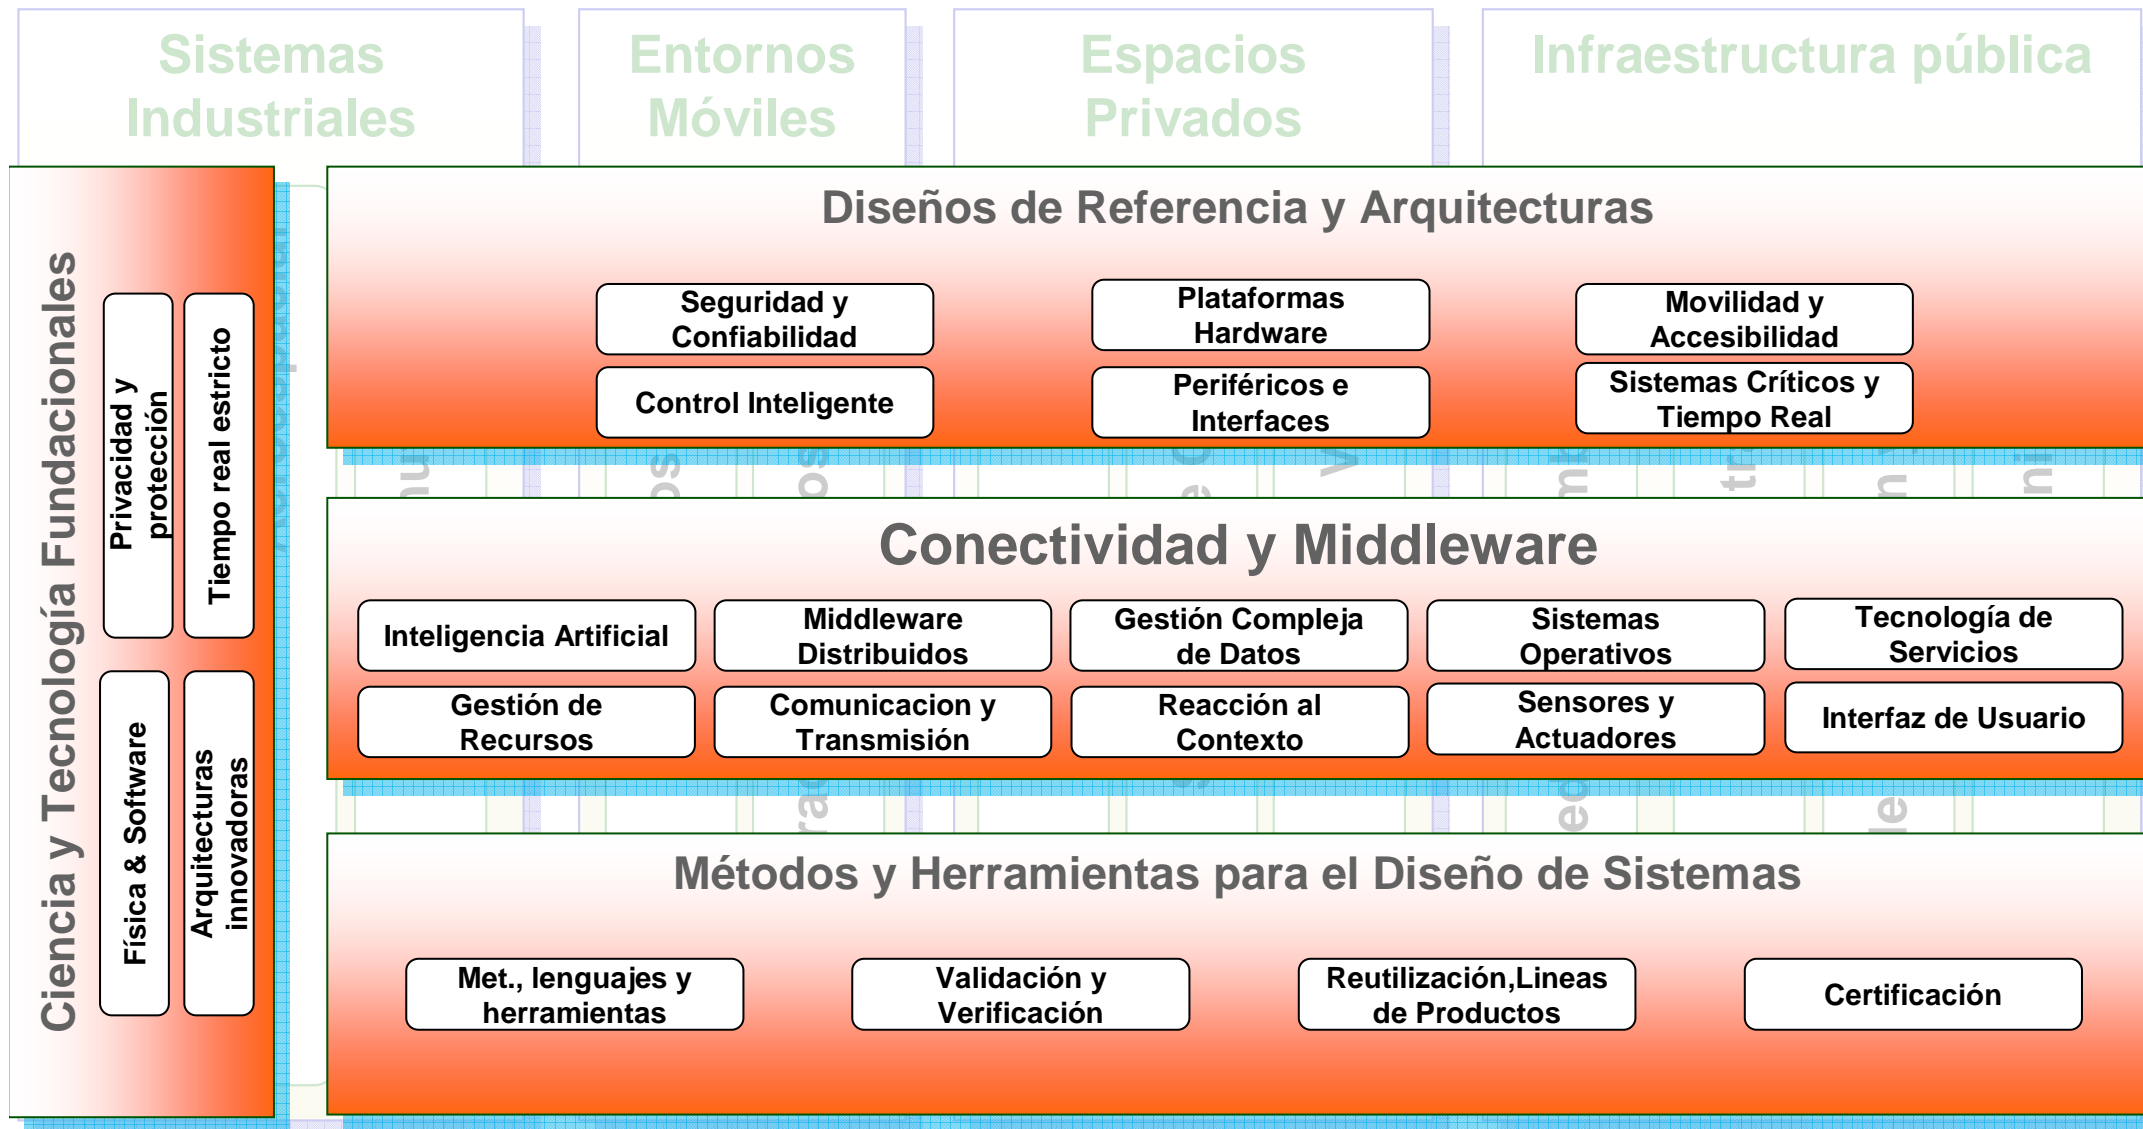 Sistemas
Industriales
Entornos
Móviles
Espacios
Privados
Infraestructura pública
Ciencia y Tecnología Fundacionales
Privacidad y
protección
Tiempo real estricto
Física & Software
Arquitecturas
innovadoras
Diseños de Referencia y Arquitecturas
Seguridad y
Confiabilidad
Plataformas
Hardware
Movilidad y
Accesibilidad
Control Inteligente
Periféricos e
Interfaces
Sistemas Críticos y
Tiempo Real
Conectividad y Middleware
Inteligencia Artificial
Middleware
Distribuidos
Gestión Compleja
de Datos
Sistemas
Operativos
Tecnología de
Servicios
Gestión de
Recursos
Comunicacion y
Transmisión
Reacción al
Contexto
Sensores y
Actuadores
Interfaz de Usuario
Métodos y Herramientas para el Diseño de Sistemas
Met., lenguajes y
herramientas
Validación y
Verificación
Reutilización,Lineas
de Productos
Certificación